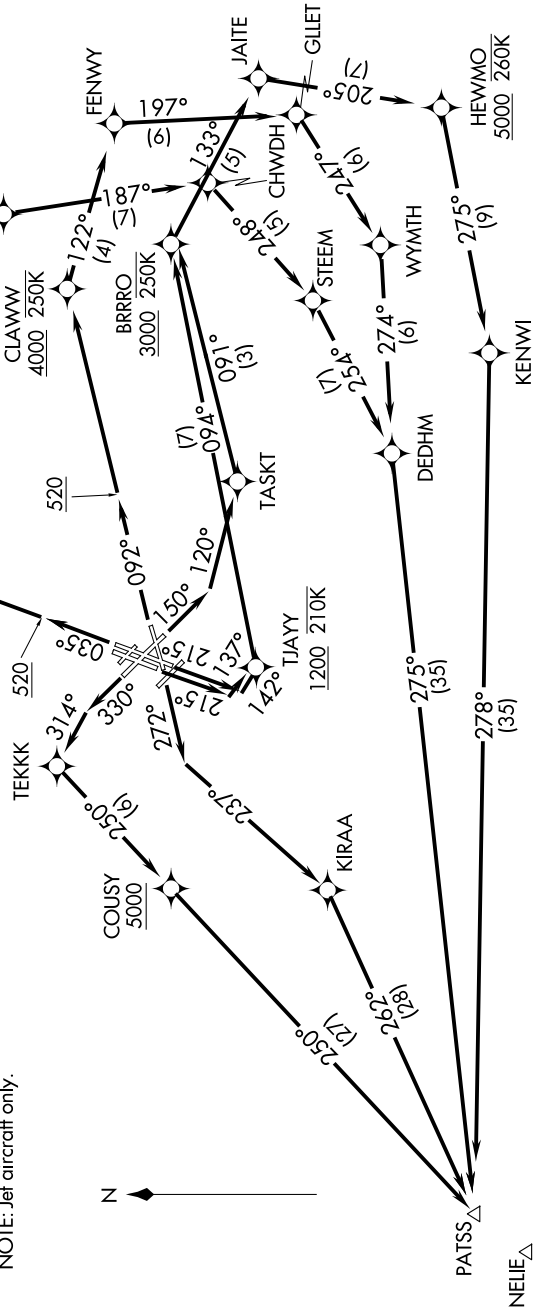 NOTE: Jet aircraft only.
N
TEKKK
COUSY
5000
250°
(6)
314°
330°
520
035°
520
092°
CLAWW
4000 250K
122°
(4)
FENWY
197°
(6)
187°
(7)
133°
(5)
JAITE
GLLET
CHWDH
205°
(7)
HEWMO
5000 260K
BRRRO
3000 250K
091°
(3)
094°
(7)
TASKT
120°
150°
215°
215°
137°
142°
TJAYY
1200 210K
272°
237°
KIRAA
248°
(5)
STEEM
247°
(6)
WYMTH
254°
(7)
274°
(6)
DEDHM
275°
(9)
KENWI
250°
(27)
262°
(28)
275°
(35)
278°
(35)
PATSS
NELIE